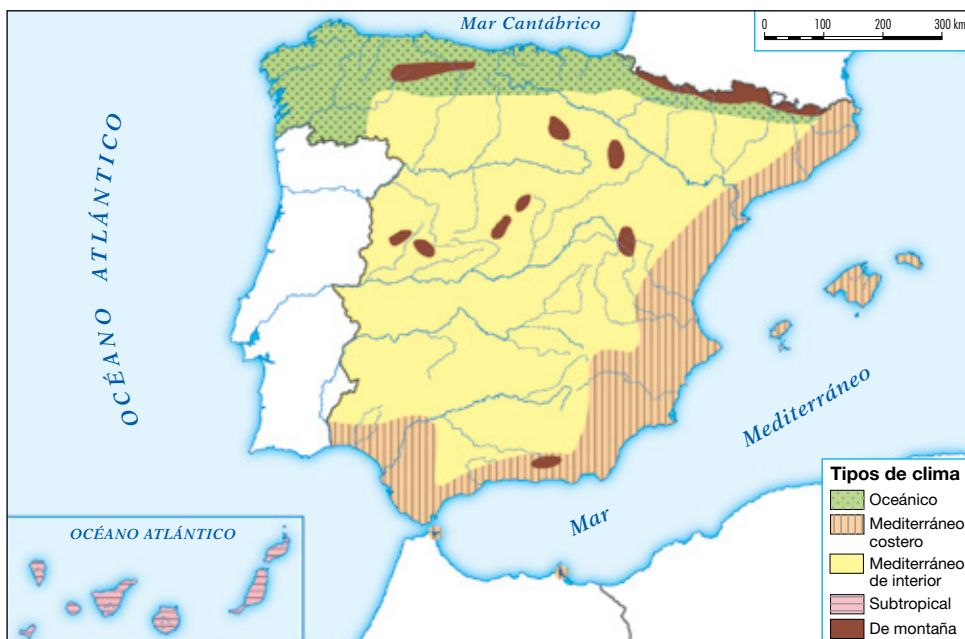 Mar Cantábrico
0 100 200 300 km
OCÉANO ATLÁNTICO
Mediterráneo
Mar
OCÉANO ATLÁNTICO
Tipos de clima
Oceánico
Mediterráneo
costero
Mediterráneo
de interior
Subtropical
De montaña